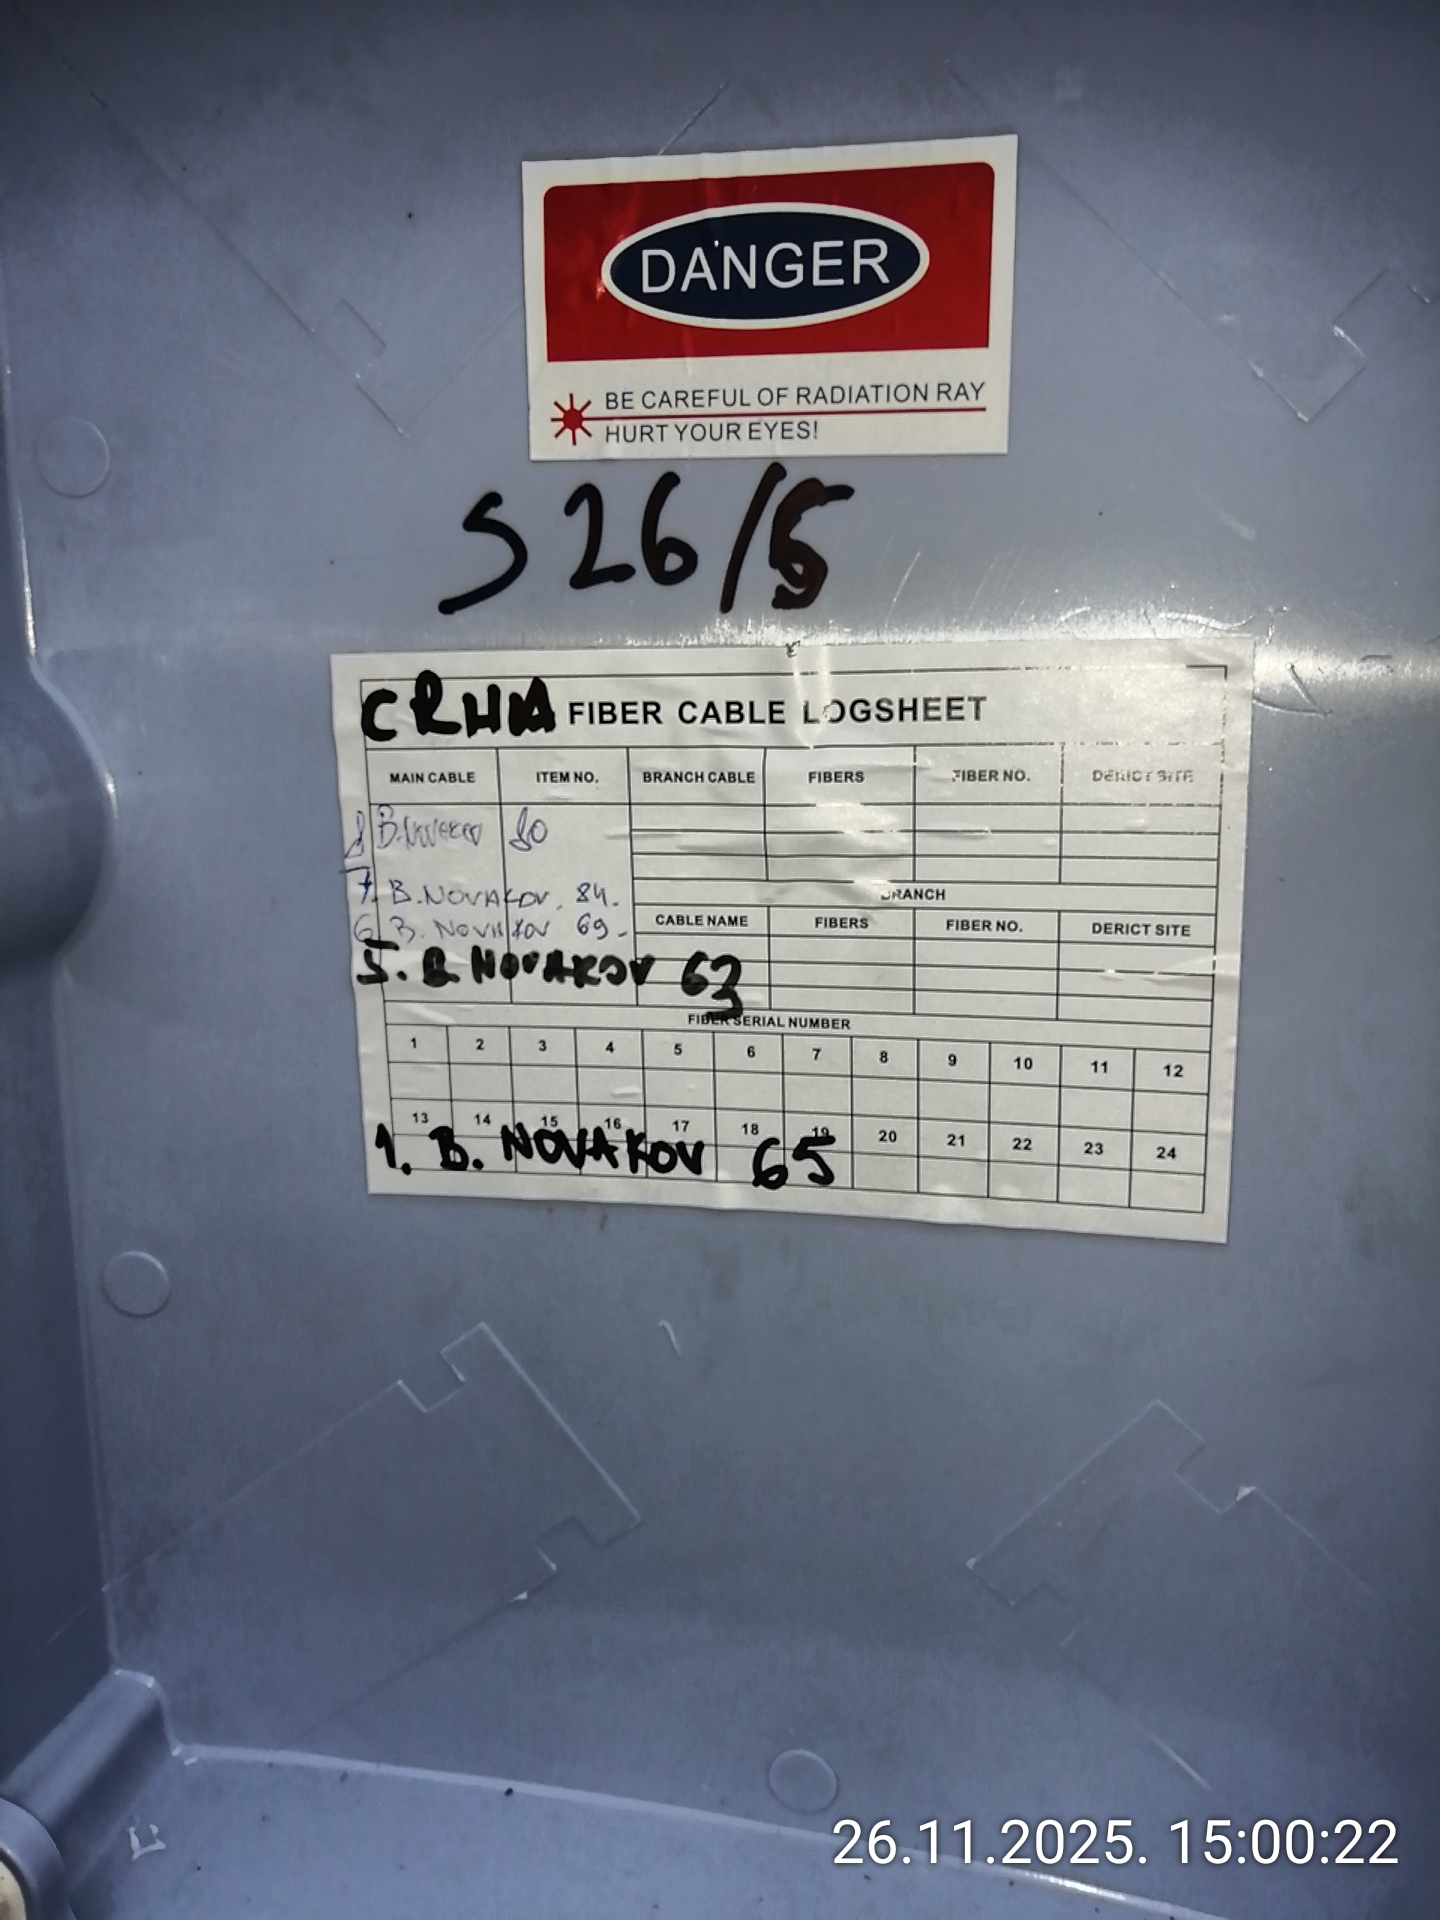 DANGER
BE CAREFUL OF RADIATION RAY
HURT YOUR EYES!
S 26/5
CRHA FIBER CABLE LOGSHEET
MAIN CABLE ITEM NO. BRANCH CABLE FIBERS FIBER NO. DERICT SITE
80
7. B. NOVAKOV. 84.
6 B. NOVAKOV 69-
5. B. NOVAKOV 63
BRANCH
CABLE NAME FIBERS FIBER NO. DERICT SITE
FIBER SERIAL NUMBER
1 2 3 4 5 6 7 8 9 10 11 12
13 14 15 16 17 18 19 20 21 22 23 24
1. B. NOVAKOV 65
26.11.2025. 15:00:22